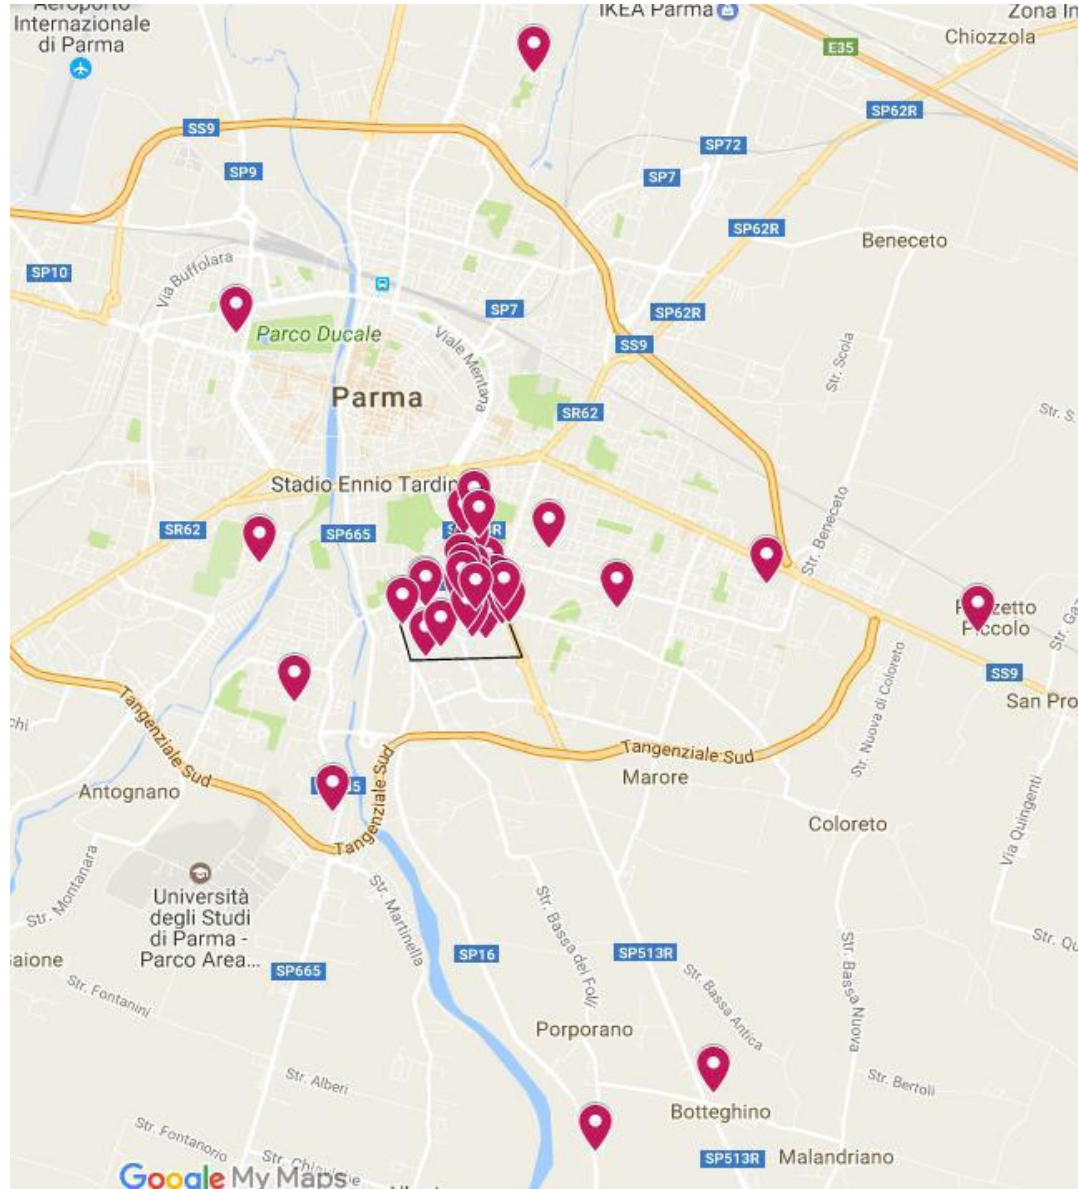 Aeroporto
Internazionale
di Parma
IKEA Parma
Zona In
Chiozzola
E35
SP62R
SS9
SP72
SP9
SP7
SP62R
Beneceto
SP10
Via Buffolara
SP7
SP62R
Parco Ducale
Viale Mentana
SS9
Str. Scola
Parma
SR62
Str. S.
Stadio Ennio Tardin
SR62
SP665
R
Str. Beneceto
Piccolo
Str. Ga
SS9
San Pro
chi
Str. Nuova di Coloreto
Tangenziale Sud
Tangenziale Sud
Tangenziale Sud
Marore
Antognano
Coloreto
Via Quingenti
Università
degli Studi
di Parma -
Parco Area...
Str. Montanara
Str. Martinella
aione
SP665
SP16
Str. Bassa dei Folli
SP513R
Str. Bassa Antica
Str. Bassa Nuova
Str. Qu
Str. Fontanini
Porporano
Str. Alberi
Str. Bertoli
Botteghino
Str. Fontanorio
SP513R
Malandriano
Google My Maps